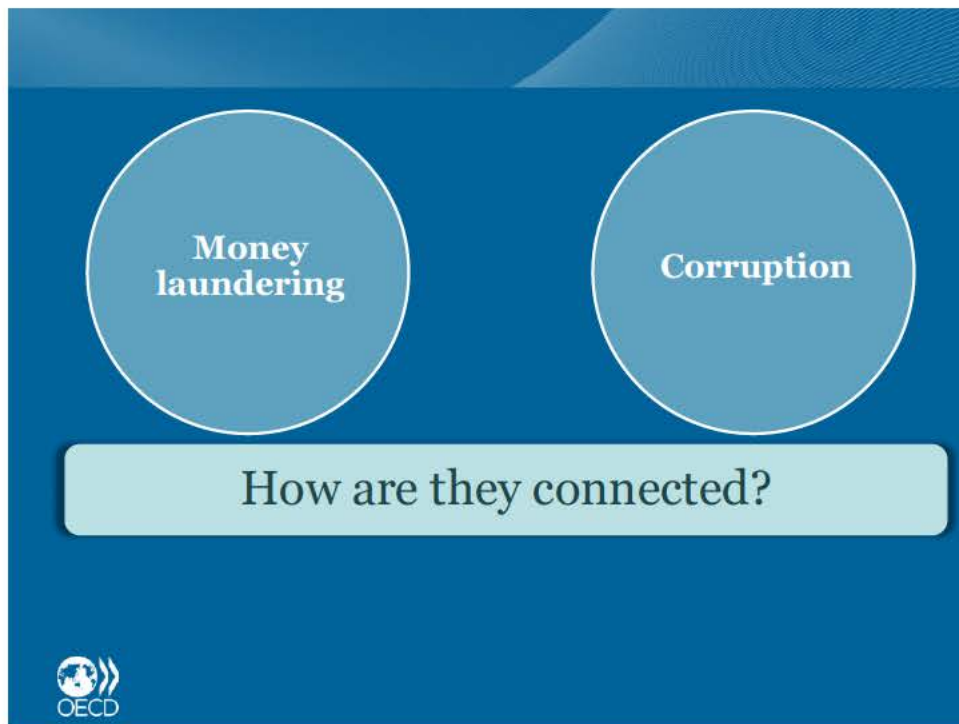 Money
laundering
Corruption
How are they connected?
OECD